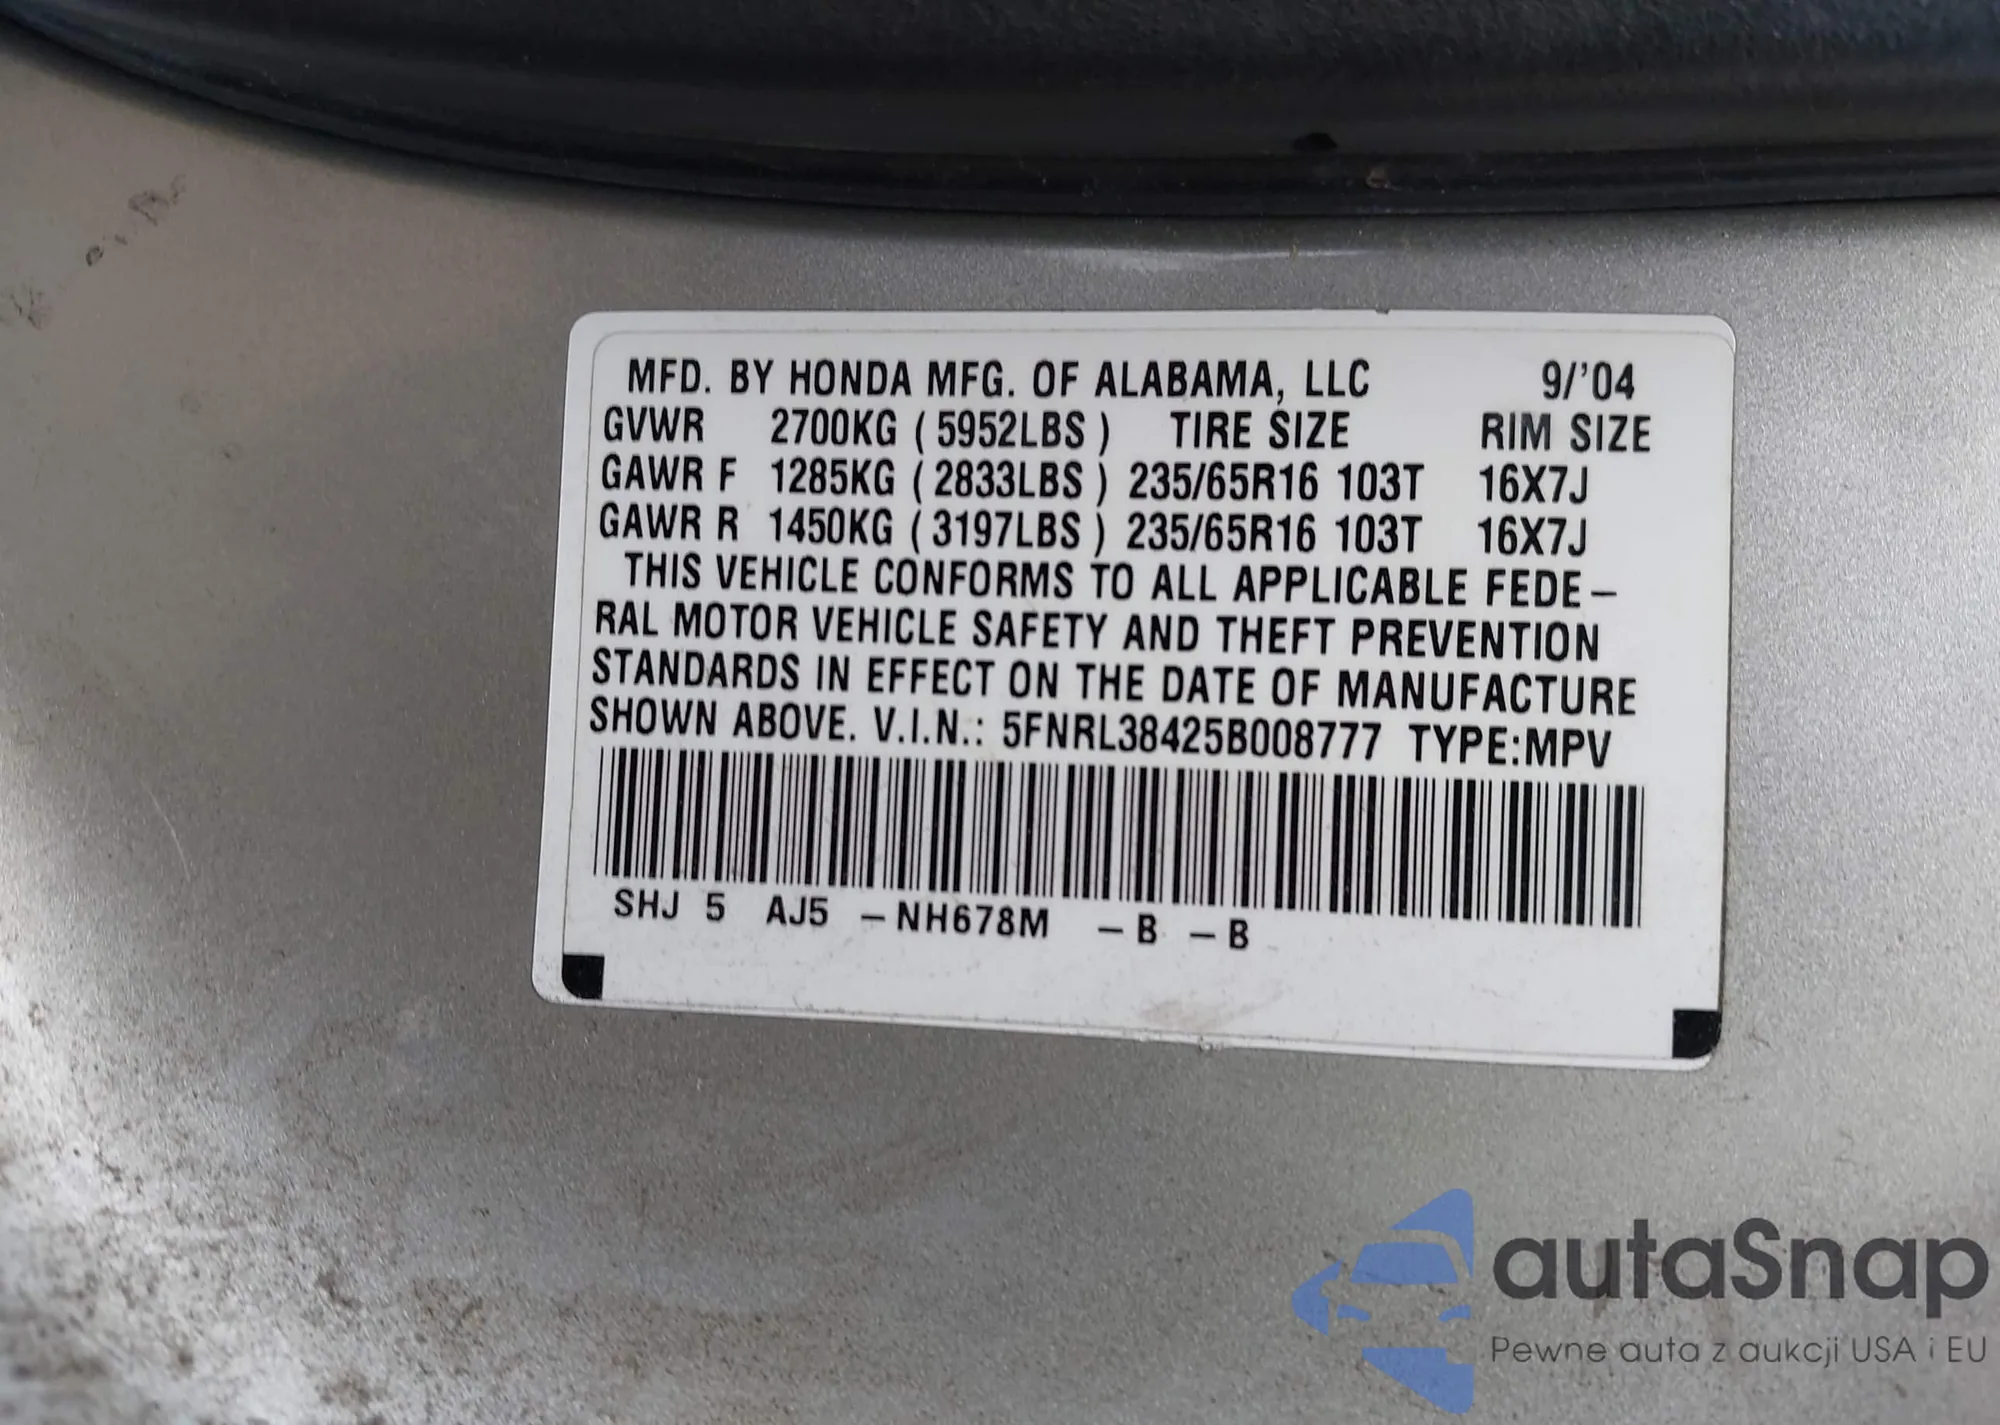 MFD. BY HONDA MFG. OF ALABAMA, LLC 9/'04
GVWR 2700KG ( 5952LBS ) TIRE SIZE RIM SIZE
GAWR F 1285KG ( 2833LBS ) 235/65R16 103T 16X7J
GAWR R 1450KG ( 3197LBS ) 235/65R16 103T 16X7J
THIS VEHICLE CONFORMS TO ALL APPLICABLE FEDE-
RAL MOTOR VEHICLE SAFETY AND THEFT PREVENTION
STANDARDS IN EFFECT ON THE DATE OF MANUFACTURE
SHOWN ABOVE. V.I.N.: 5FNRL38425B008777 TYPE:MPV
SHJ 5 AJ5 -NH678M -B -B
autaSnap
Pewne auta z aukcji USA i EU